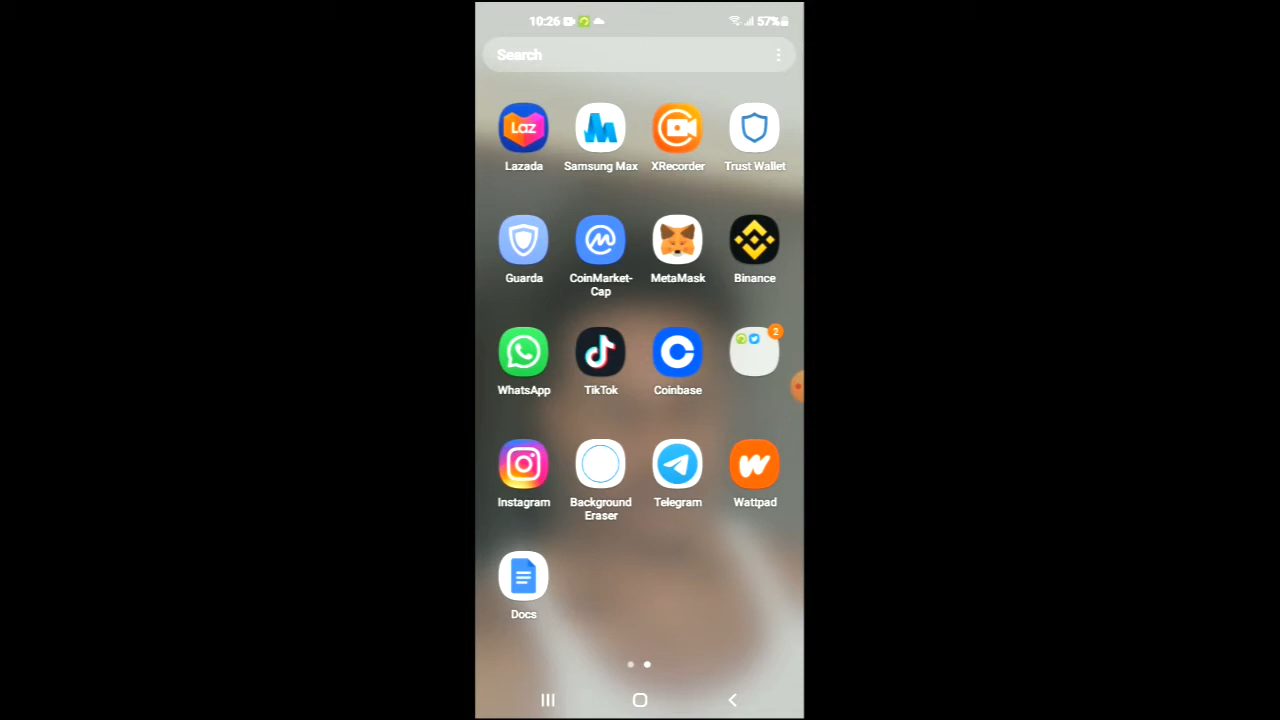 10:26 57%
Search
Laz
Lazada Samsung Max XRecorder Trust Wallet
Guarda CoinMarket-
Cap MetaMask Binance
2
WhatsApp TikTok Coinbase
Instagram Background
Eraser Telegram Wattpad
Docs